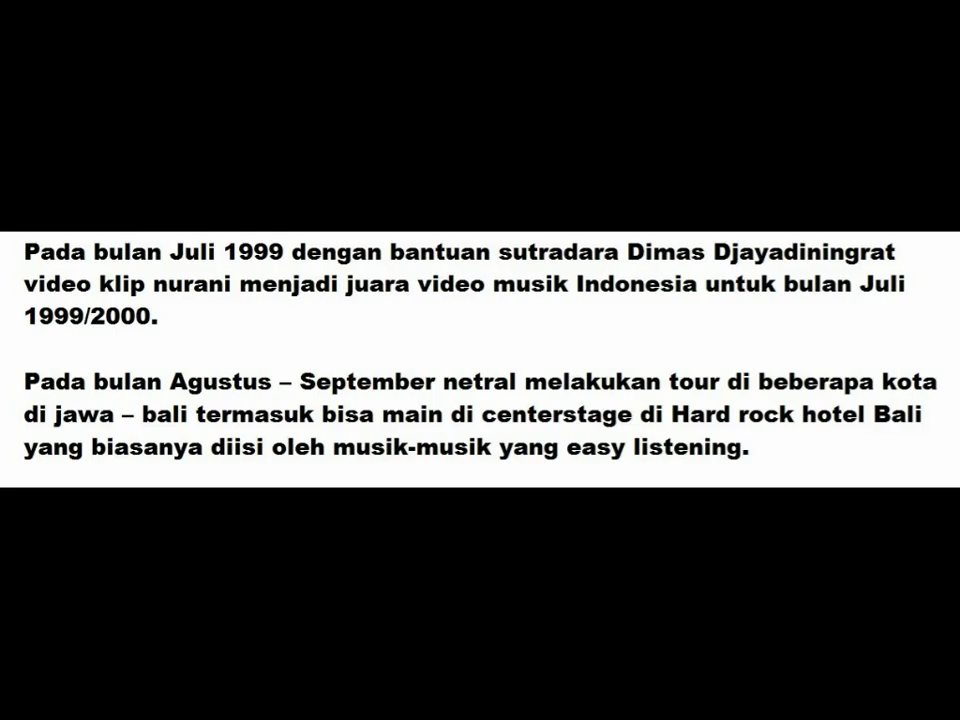 Pada bulan Juli 1999 dengan bantuan sutradara Dimas Djayadiningrat
video klip nurani menjadi juara video musik Indonesia untuk bulan Juli
1999/2000.
Pada bulan Agustus – September netral melakukan tour di beberapa kota
di jawa – bali termasuk bisa main di centerstage di Hard rock hotel Bali
yang biasanya diisi oleh musik-musik yang easy listening.